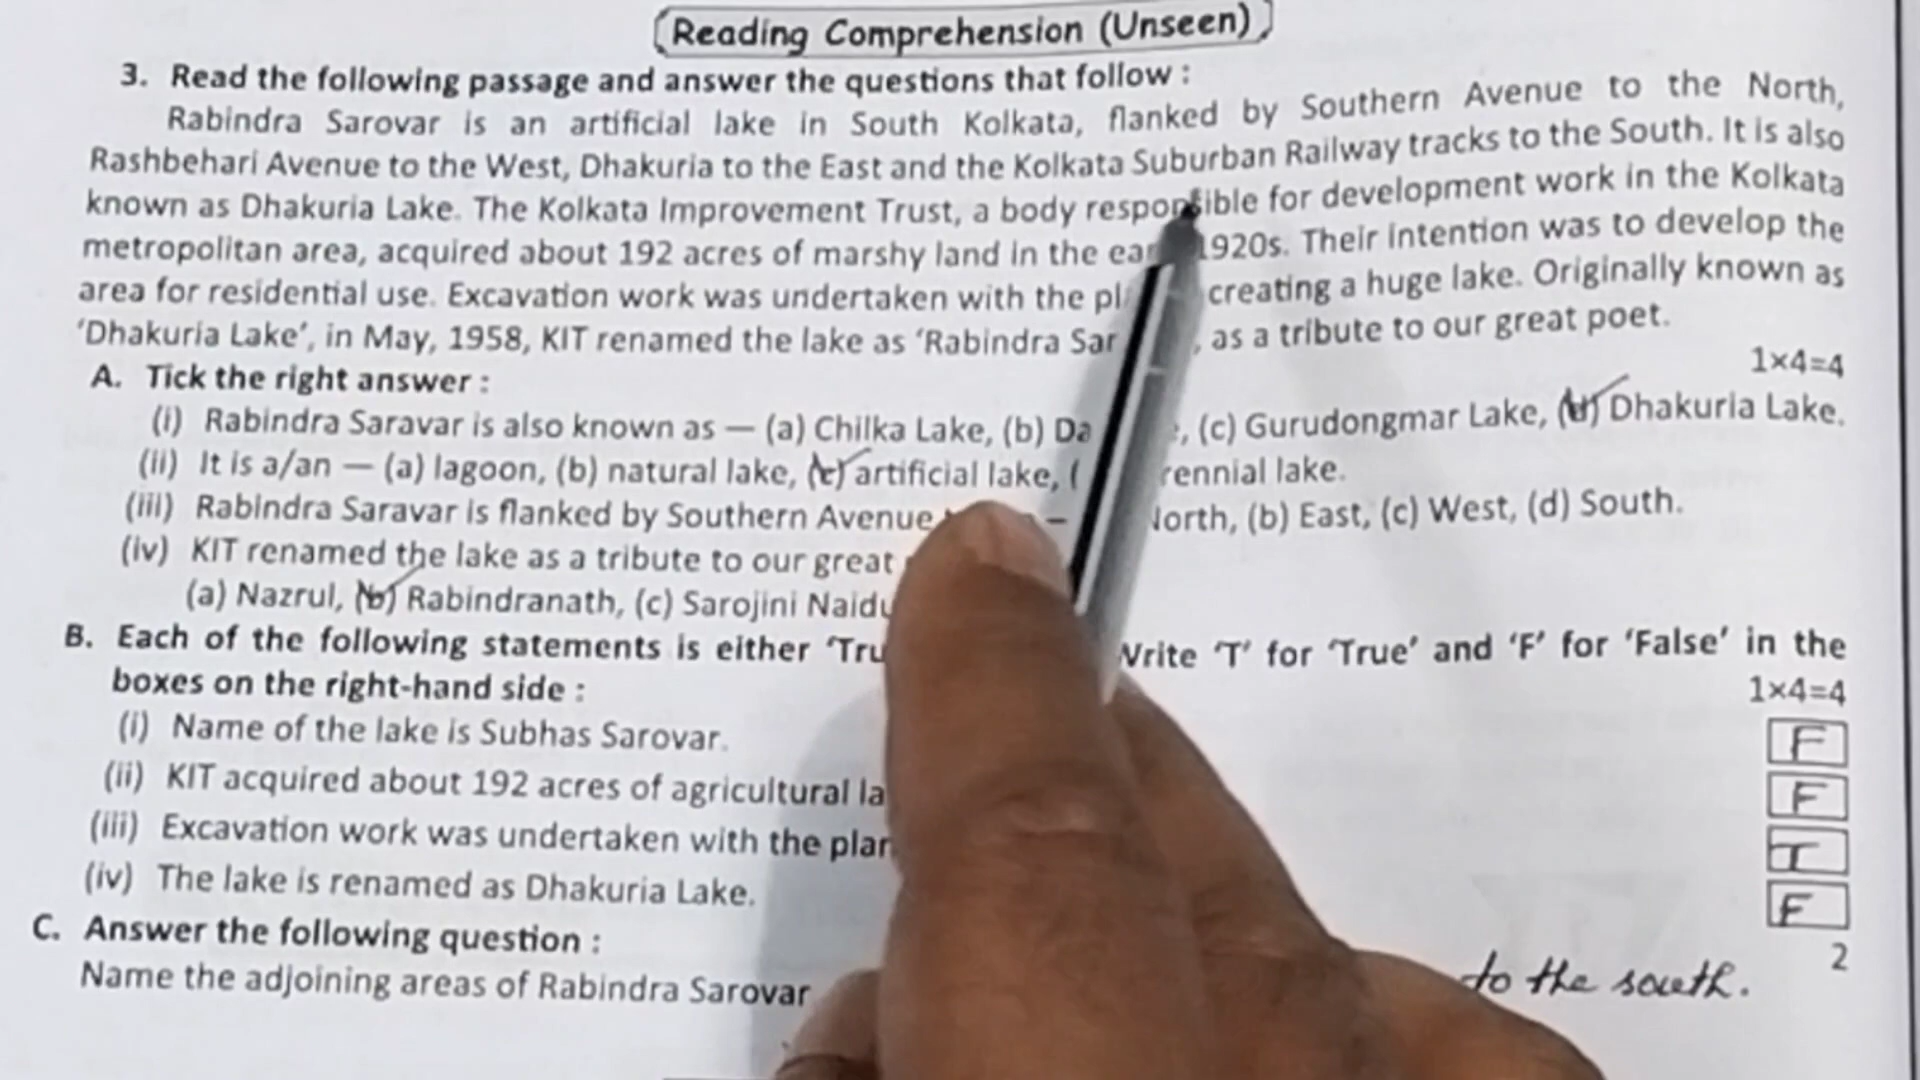 Reading Comprehension (Unseen)
3. Read the following passage and answer the questions that follow :
Rabindra Sarovar is an artificial lake in South Kolkata, flanked by Southern Avenue to the North,
Rashbehari Avenue to the West, Dhakuria to the East and the Kolkata Suburban Railway tracks to the South. It is also
known as Dhakuria Lake. The Kolkata Improvement Trust, a body responsible for development work in the Kolkata
metropolitan area, acquired about 192 acres of marshy land in the 1920s. Their intention was to develop the
area for residential use. Excavation work was undertaken with the creating a huge lake. Originally known as
'Dhakuria Lake', in May, 1958, KIT renamed the lake as 'Rabindra Sar , as a tribute to our great poet.
1×4=4
A. Tick the right answer :
(i) Rabindra Saravar is also known as — (a) Chilka Lake, (b) Da , (c) Gurudongmar Lake, (d) Dhakuria Lake.
(ii) It is a/an — (a) lagoon, (b) natural lake, (c) artificial lake, ( rennial lake.
(iii) Rabindra Saravar is flanked by Southern Avenue — North, (b) East, (c) West, (d) South.
(iv) KIT renamed the lake as a tribute to our great
(a) Nazrul, (b) Rabindranath, (c) Sarojini Naidu
B. Each of the following statements is either 'Tru Write 'T' for 'True' and 'F' for 'False' in the
boxes on the right-hand side :
1×4=4
(i) Name of the lake is Subhas Sarovar. F
(ii) KIT acquired about 192 acres of agricultural la F
(iii) Excavation work was undertaken with the plan T
(iv) The lake is renamed as Dhakuria Lake. F
C. Answer the following question :
2
Name the adjoining areas of Rabindra Sarovar to the south.